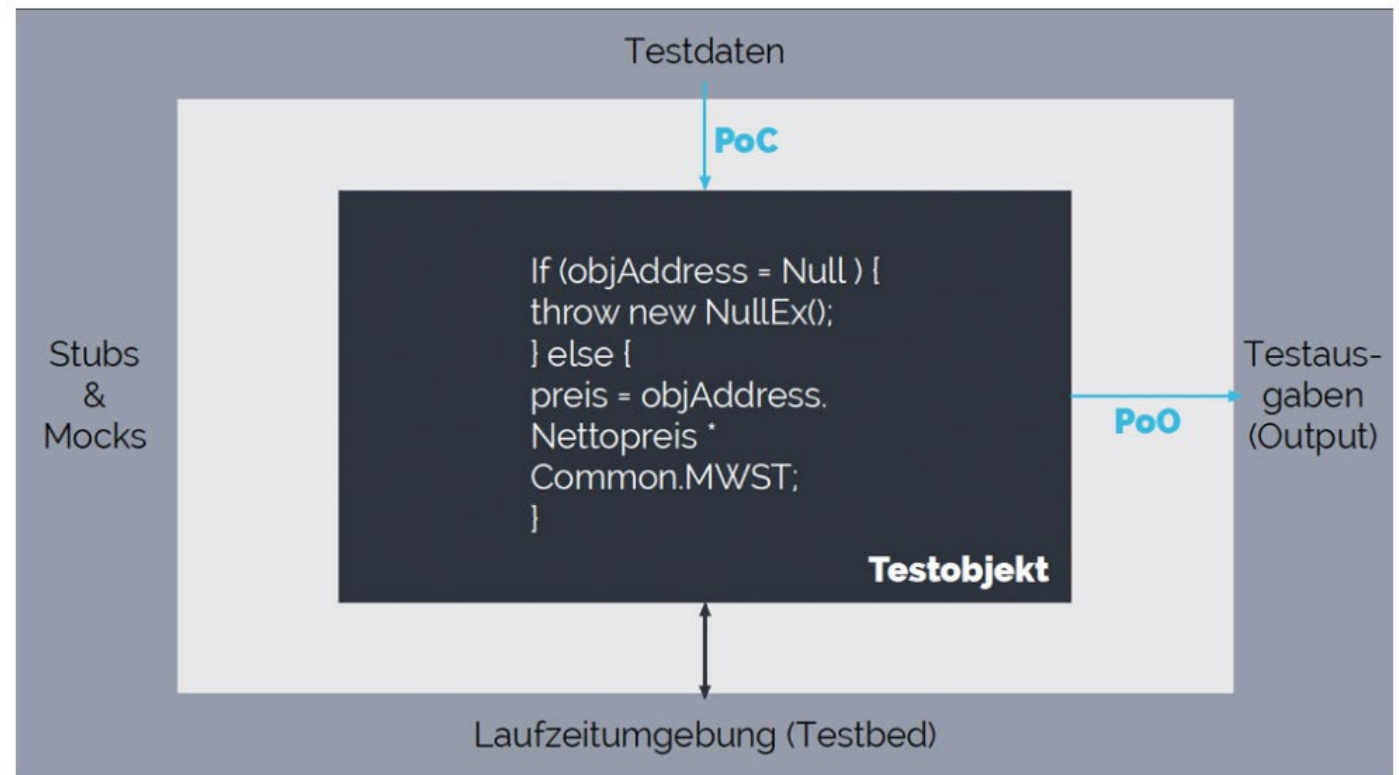 Testdaten
PoC
If (objAddress = Null ) {
throw new NullEx();
} else {
preis = objAddress.
Nettopreis *
Common.MWST;
}
Testobjekt
Stubs
&
Mocks
PoO
Testaus-
gaben
(Output)
Laufzeitumgebung (Testbed)